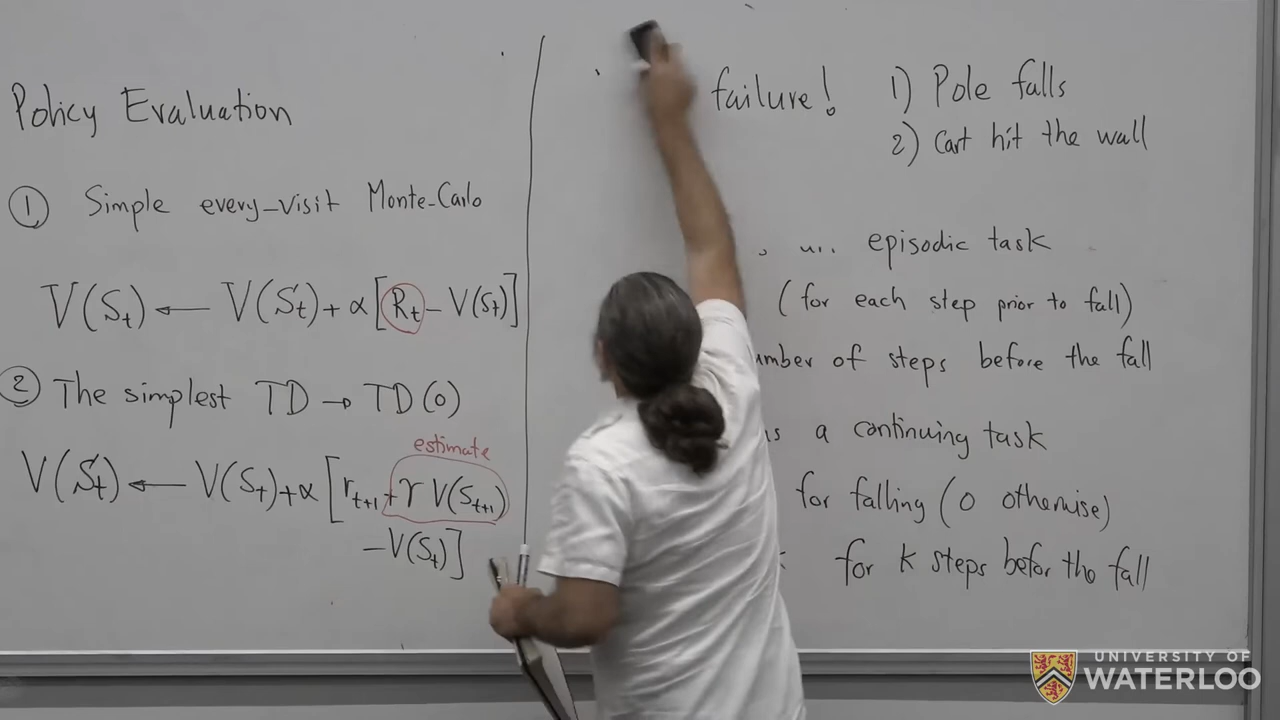 Policy Evaluation
① Simple every-visit Monte-Carlo
V(St) ← V(St) + α [Rt - V(St)]
② The simplest TD → TD(0)
estimate
V(St) ← V(St) + α [rt+1 + γ V(St+1)
- V(St)]
failure! 1) Pole falls
2) Cart hit the wall
episodic task
(for each step prior to fall)
of steps before the fall
a continuing task
for falling (0 otherwise)
for k steps befor the fall
UNIVERSITY OF
WATERLOO